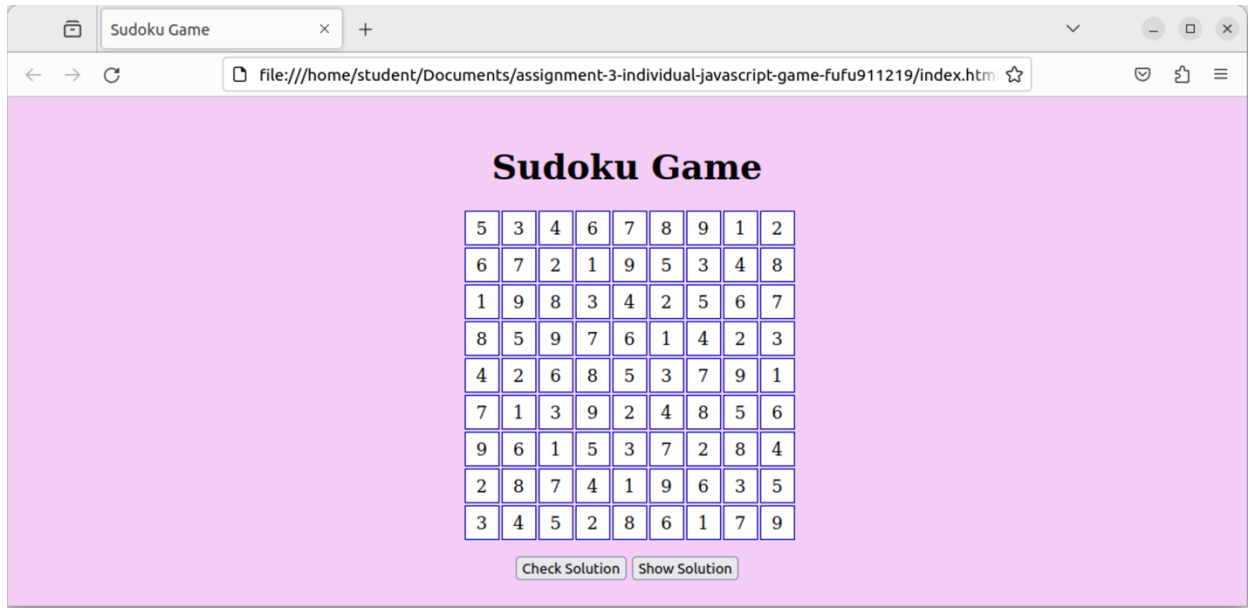 Sudoku Game
file:///home/student/Documents/assignment-3-individual-javascript-game-fufu911219/index.htm
Sudoku Game
5 3 4 6 7 8 9 1 2
6 7 2 1 9 5 3 4 8
1 9 8 3 4 2 5 6 7
8 5 9 7 6 1 4 2 3
4 2 6 8 5 3 7 9 1
7 1 3 9 2 4 8 5 6
9 6 1 5 3 7 2 8 4
2 8 7 4 1 9 6 3 5
3 4 5 2 8 6 1 7 9
Check Solution Show Solution